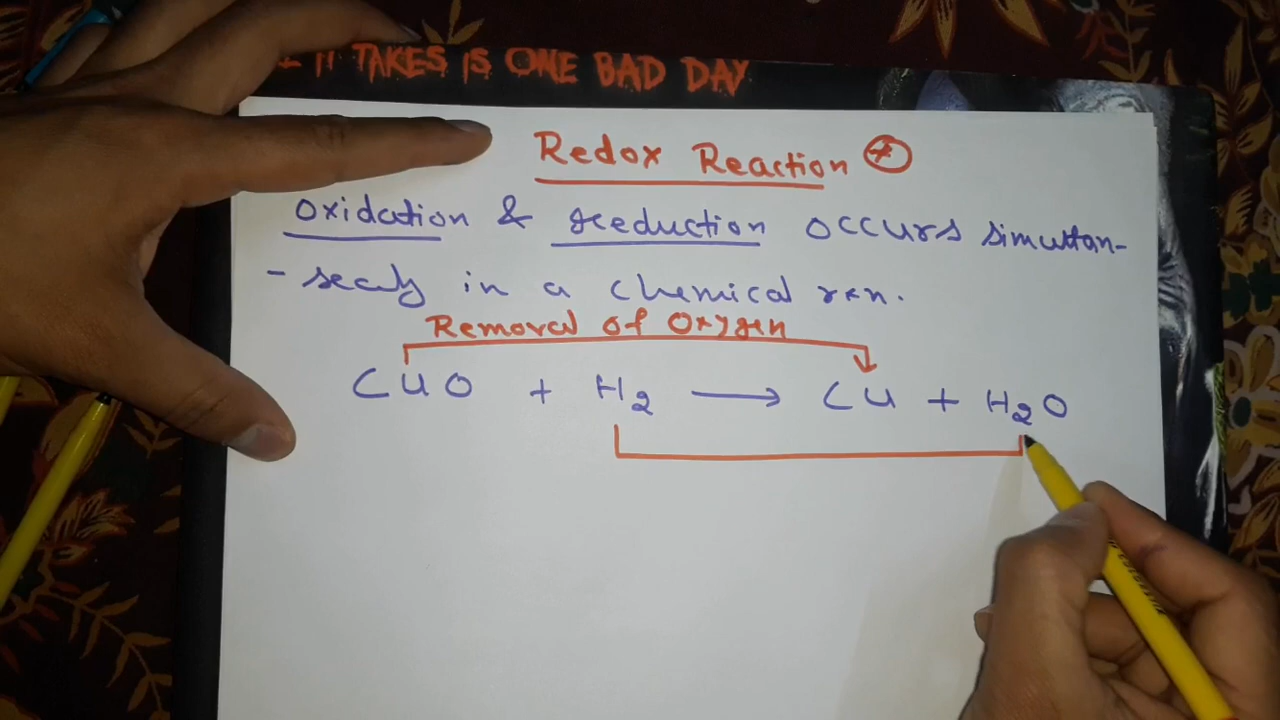 IT TAKES IS ONE BAD DAY
Redox Reaction *
Oxidation & reduction occurs simultan-
- sealy in a chemical rxn.
Removal of Oxygen
CUO + H2 → CU + H2O